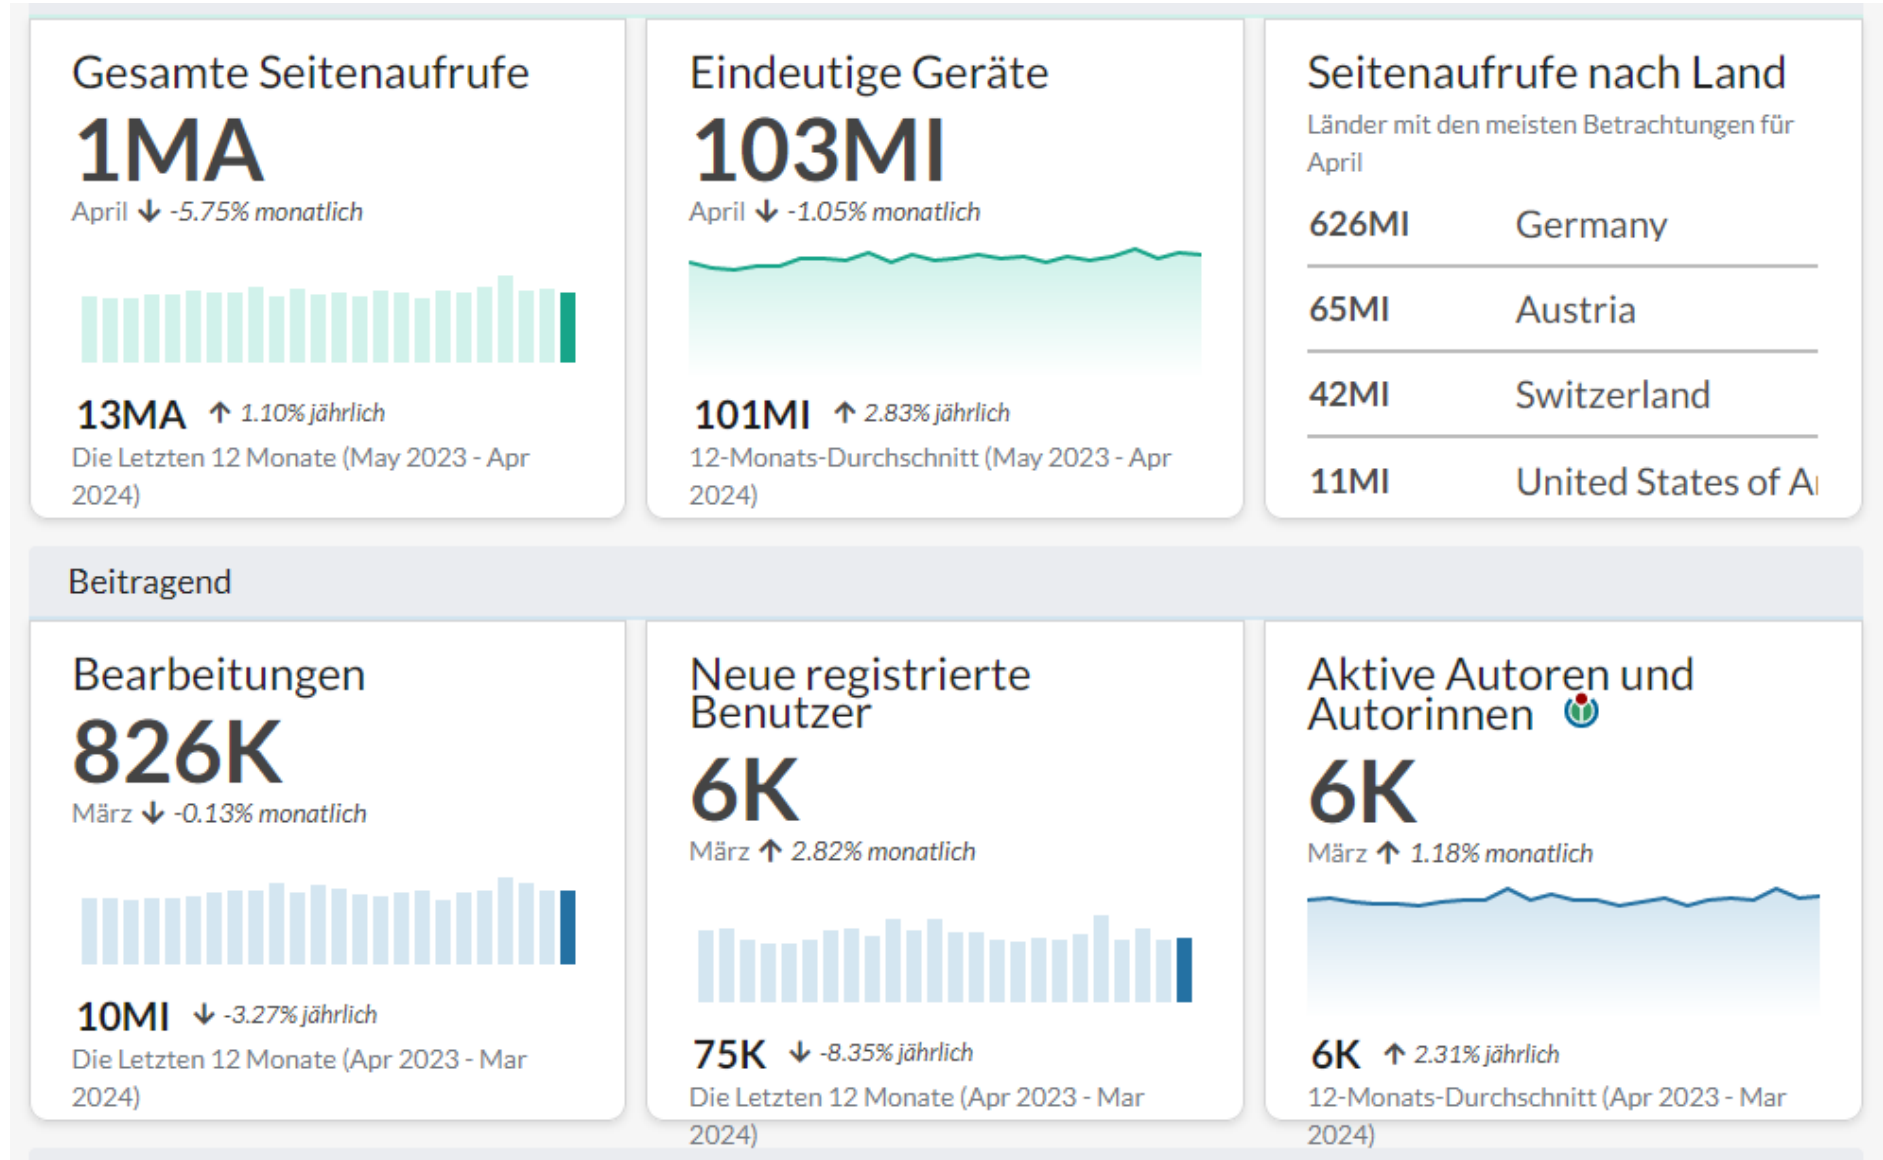 Gesamte Seitenaufrufe
1MA
April ↓ -5.75% monatlich
13MA ↑ 1.10% jährlich
Die Letzten 12 Monate (May 2023 - Apr
2024)
Eindeutige Geräte
103MI
April ↓ -1.05% monatlich
101MI ↑ 2.83% jährlich
12-Monats-Durchschnitt (May 2023 - Apr
2024)
Seitenaufrufe nach Land
Länder mit den meisten Betrachtungen für
April
626MI Germany
65MI Austria
42MI Switzerland
11MI United States of
Beitragend
Bearbeitungen
826K
März ↓ -0.13% monatlich
10MI ↓ -3.27% jährlich
Die Letzten 12 Monate (Apr 2023 - Mar
2024)
Neue registrierte
Benutzer
6K
März ↑ 2.82% monatlich
75K ↓ -8.35% jährlich
Die Letzten 12 Monate (Apr 2023 - Mar
2024)
Aktive Autoren und
Autorinnen
6K
März ↑ 1.18% monatlich
6K ↑ 2.31% jährlich
12-Monats-Durchschnitt (Apr 2023 - Mar
2024)